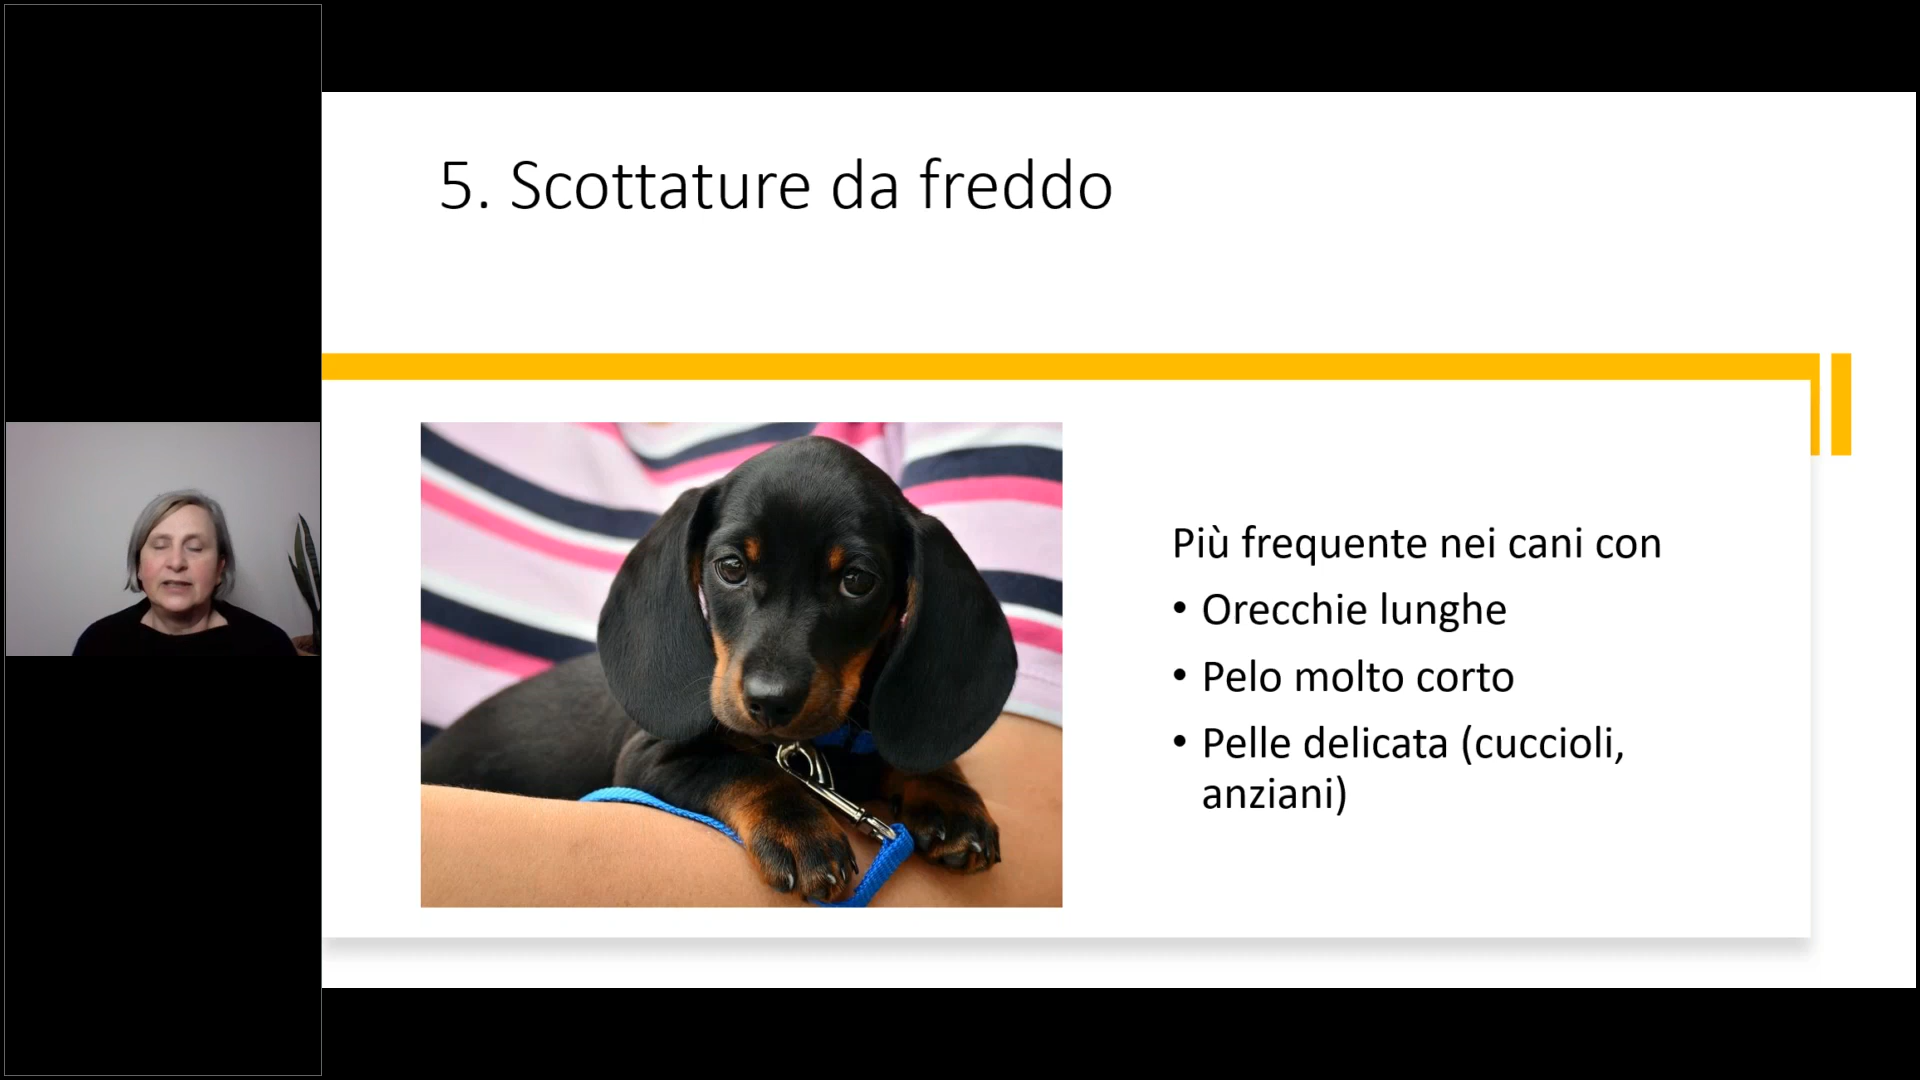 5. Scottature da freddo
Più frequente nei cani con
• Orecchie lunghe
• Pelo molto corto
• Pelle delicata (cuccioli,
anziani)